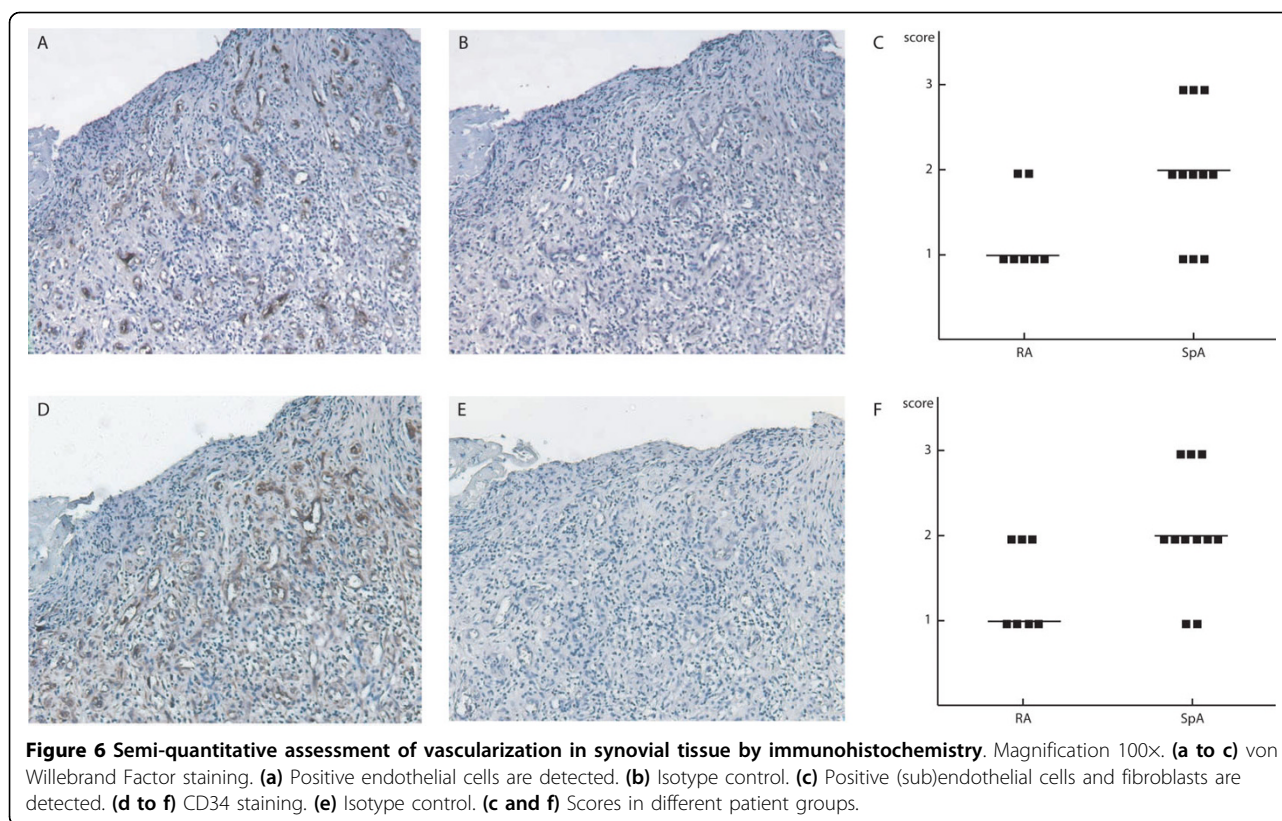 A
B
C
score
3
2
1
RA
SpA
D
E
F
score
3
2
1
RA
SpA
Figure 6 Semi-quantitative assessment of vascularization in synovial tissue by immunohistochemistry. Magnification 100×. (a to c) von
Willebrand Factor staining. (a) Positive endothelial cells are detected. (b) Isotype control. (c) Positive (sub)endothelial cells and fibroblasts are
detected. (d to f) CD34 staining. (e) Isotype control. (c and f) Scores in different patient groups.